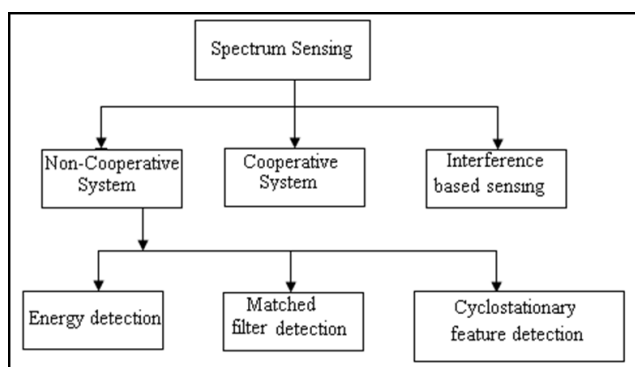 Spectrum Sensing
Non-Cooperative
System
Cooperative
System
Interference
based sensing
Energy detection
Matched
filter detection
Cyclostationary
feature detection